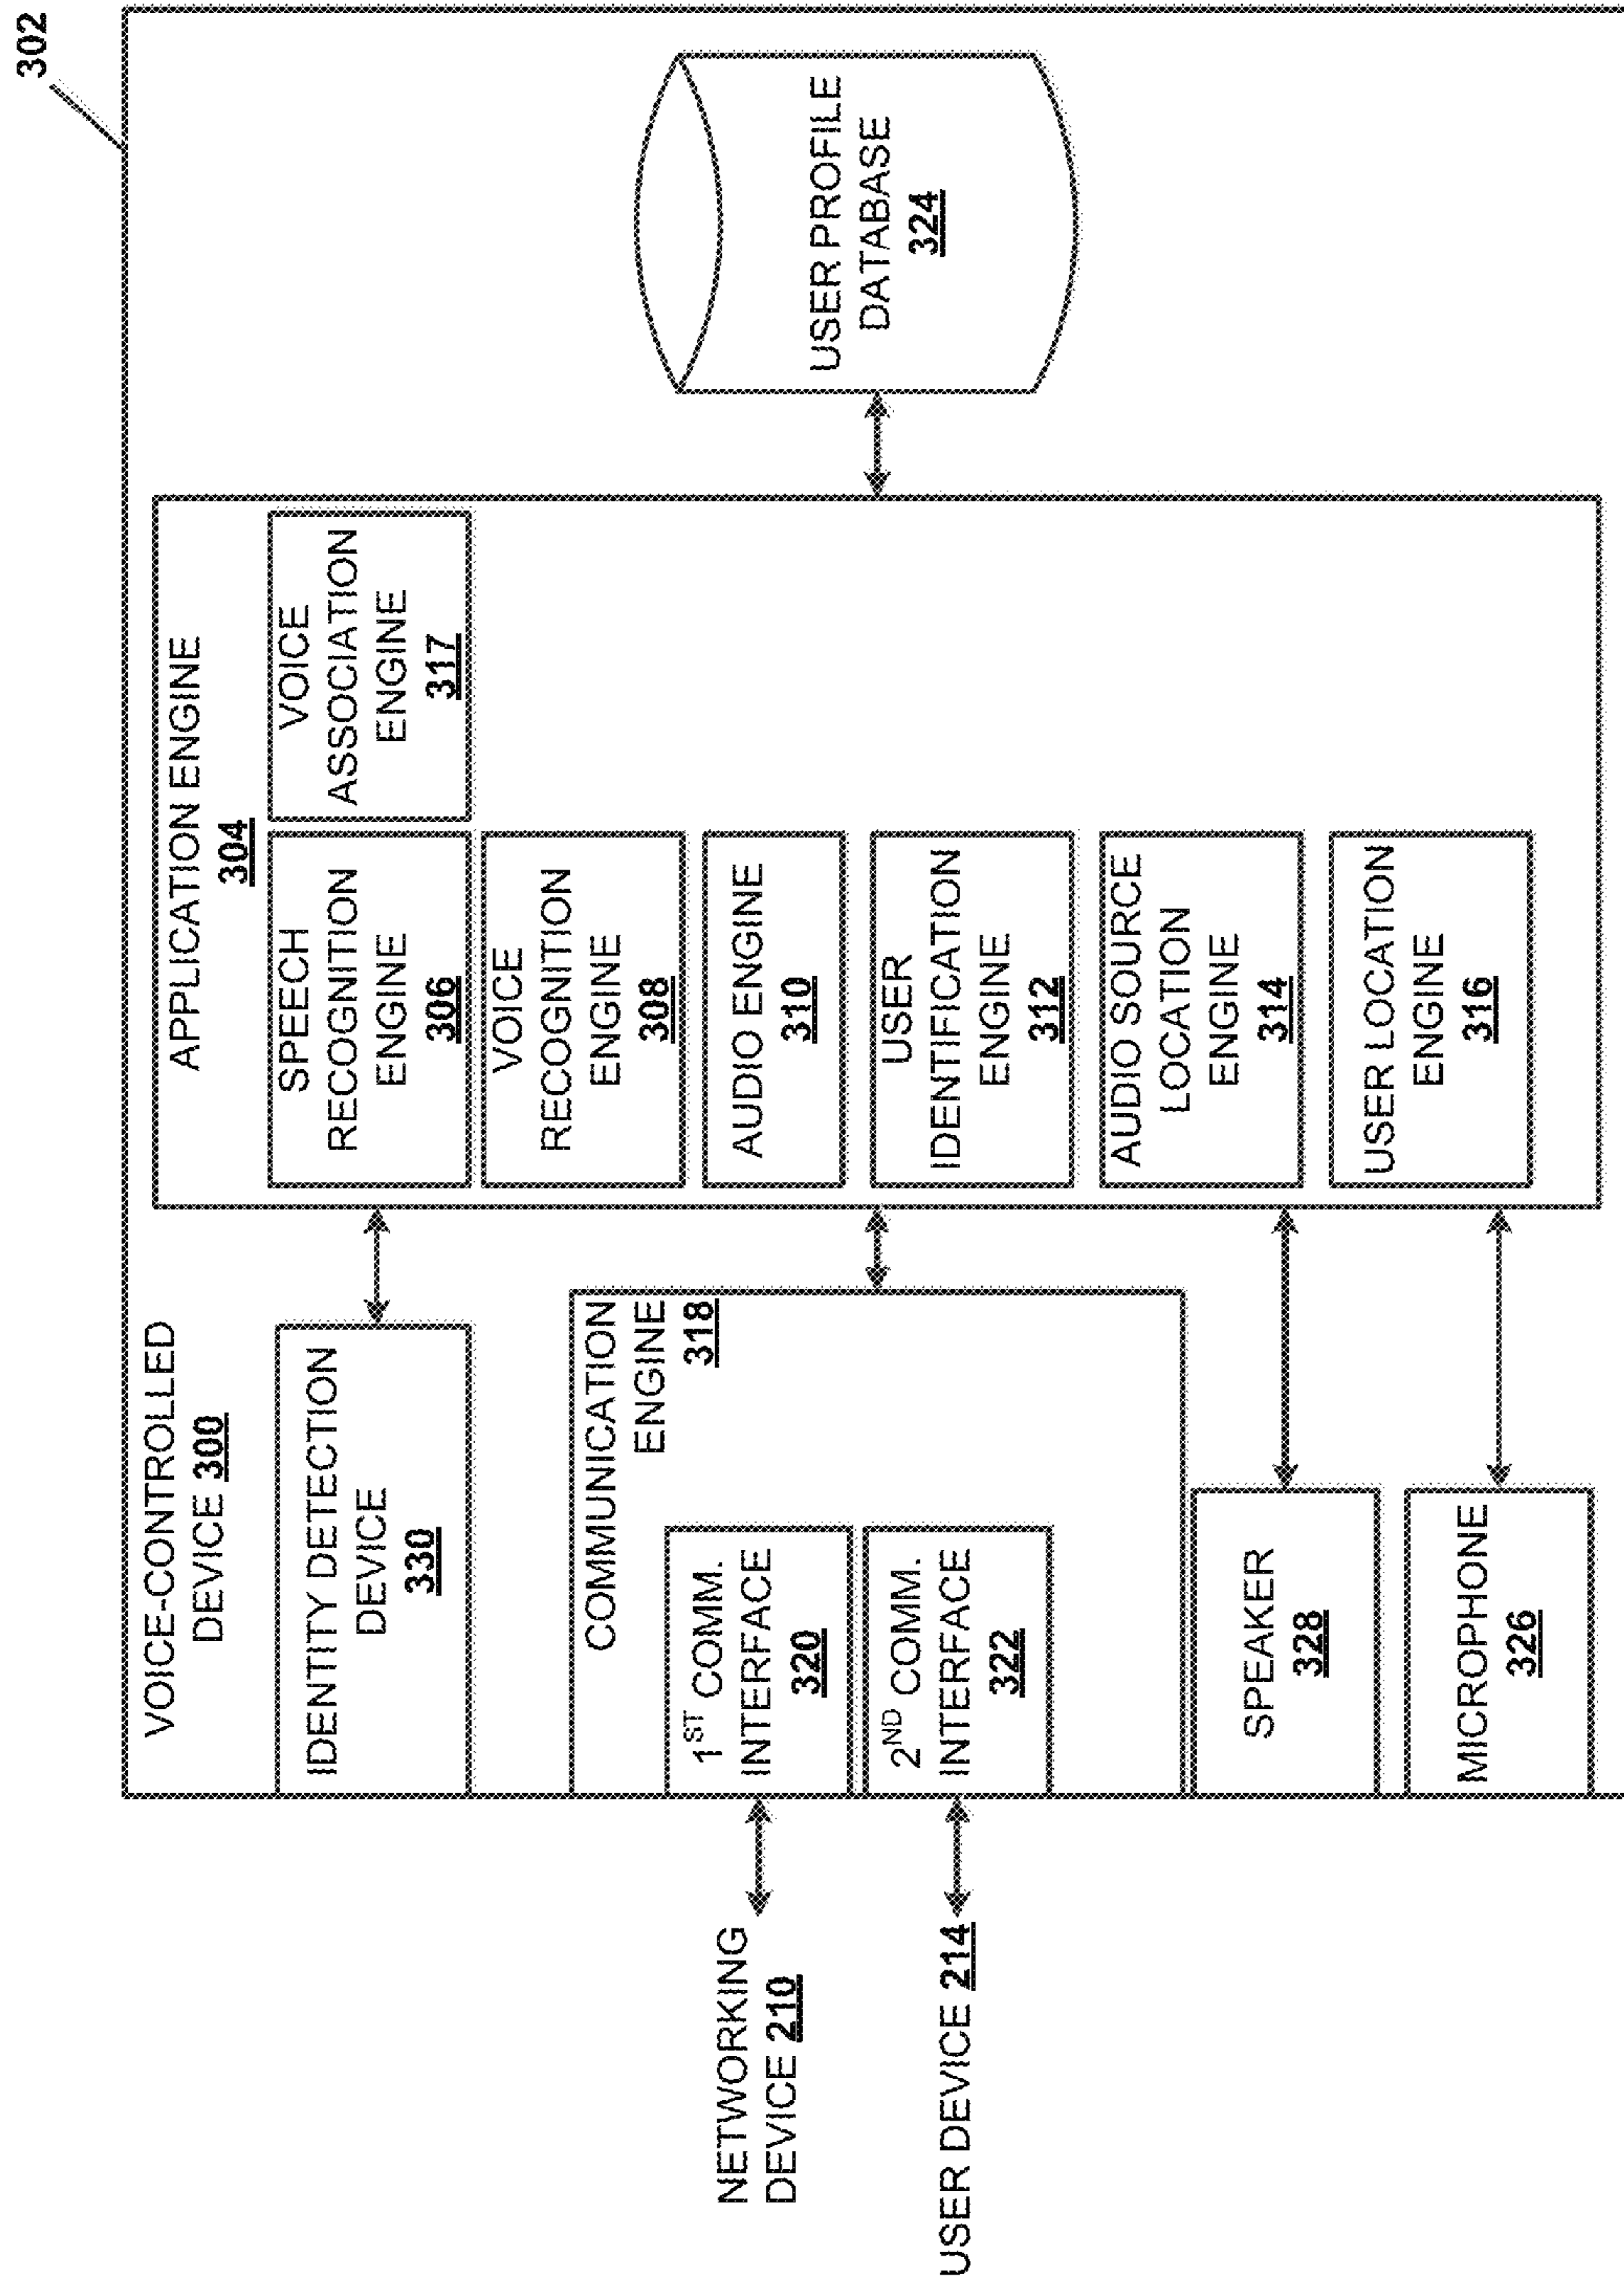 302
VOICE-CONTROLLED
DEVICE 300
IDENTITY DETECTION
DEVICE
330
COMMUNICATION
ENGINE
318
1ST COMM.
INTERFACE
320
2ND COMM.
INTERFACE
322
SPEAKER
328
MICROPHONE
326
NETWORKING
DEVICE 210
USER DEVICE 214
APPLICATION ENGINE
304
SPEECH
RECOGNITION
ENGINE
306
VOICE
ASSOCIATION
ENGINE
317
VOICE
RECOGNITION
ENGINE
308
AUDIO ENGINE
310
USER
IDENTIFICATION
ENGINE
312
AUDIO SOURCE
LOCATION
ENGINE
314
USER LOCATION
ENGINE
316
USER PROFILE
DATABASE
324